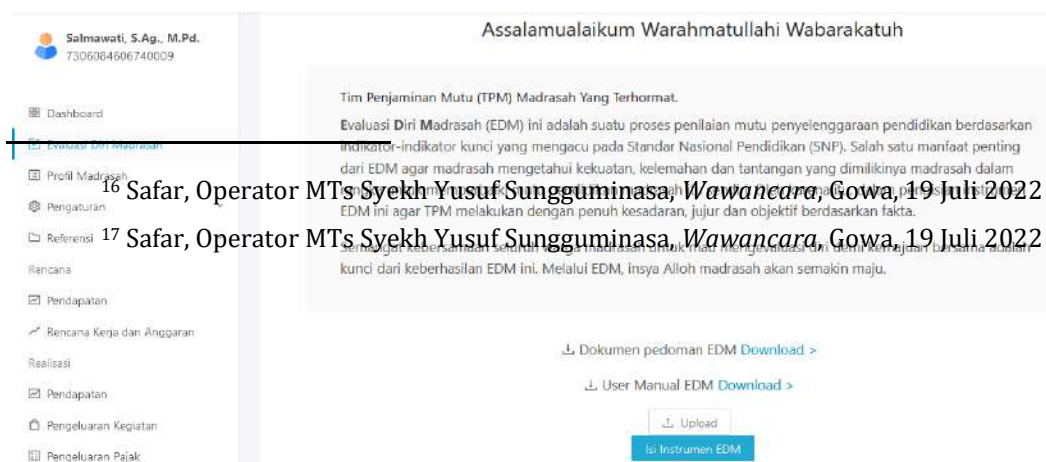 Salmawati, S.Ag., M.Pd.
7306084606740009
Dashboard
Evaluasi Diri Madrasah
Profil Madrasah
Pengaturan
Referensi
Rencana
Pendapatan
Rencana Kerja dan Anggaran
Realisasi
Pendapatan
Pengeluaran Kegiatan
Pengeluaran Pajak
Assalamualaikum Warahmatullahi Wabarakatuh
Tim Penjaminan Mutu (TPM) Madrasah Yang Terhormat.
Evaluasi Diri Madrasah (EDM) ini adalah suatu proses penilaian mutu penyelenggaraan pendidikan berdasarkan
indikator-indikator kunci yang mengacu pada Standar Nasional Pendidikan (SNP). Salah satu manfaat penting
dari EDM agar madrasah mengetahui kekuatan, kelemahan dan tantangan yang dimilikinya madrasah dalam
EDM ini agar TPM melakukan dengan penuh kesadaran, jujur dan objektif berdasarkan fakta.
kunci dari keberhasilan EDM ini. Melalui EDM, insya Alloh madrasah akan semakin maju.
Dokumen pedoman EDM Download >
User Manual EDM Download >
Upload
Isi Instrumen EDM
16 Safar, Operator MTs Syekh Yusuf Sungguminasa, Wawancara, Gowa, 19 Juli 2022
17 Safar, Operator MTs Syekh Yusuf Sungguminasa, Wawancara, Gowa, 19 Juli 2022